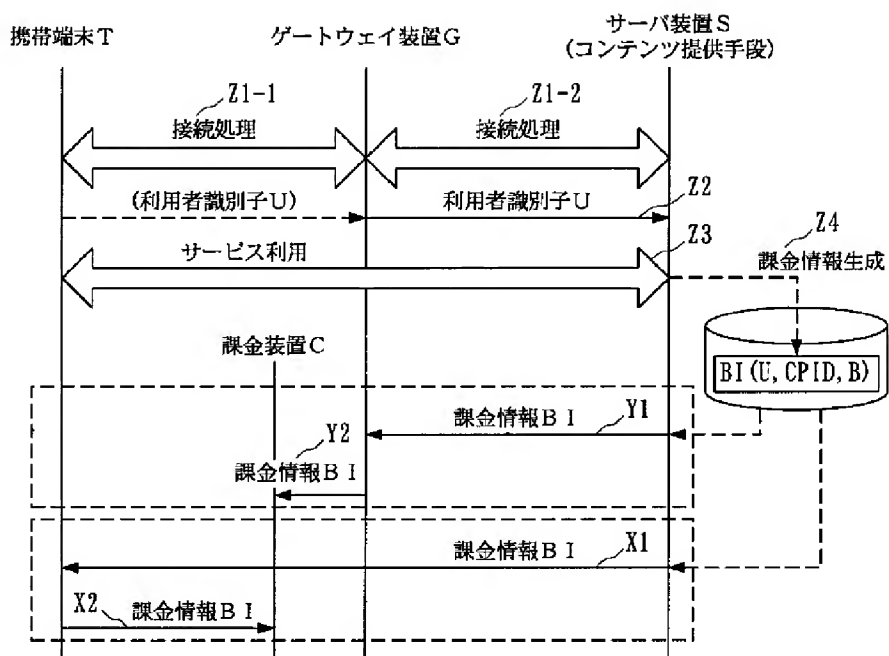 携帯端末T
ゲートウェイ装置G
サーバ装置S
(コンテンツ提供手段)
Z1-1
接続処理
Z1-2
接続処理
(利用者識別子U)
利用者識別子U
Z2
サービス利用
Z3
Z4
課金情報生成
課金装置C
BI(U, CPID, B)
課金情報BI
Y1
Y2
課金情報BI
課金情報BI
X1
X2
課金情報BI